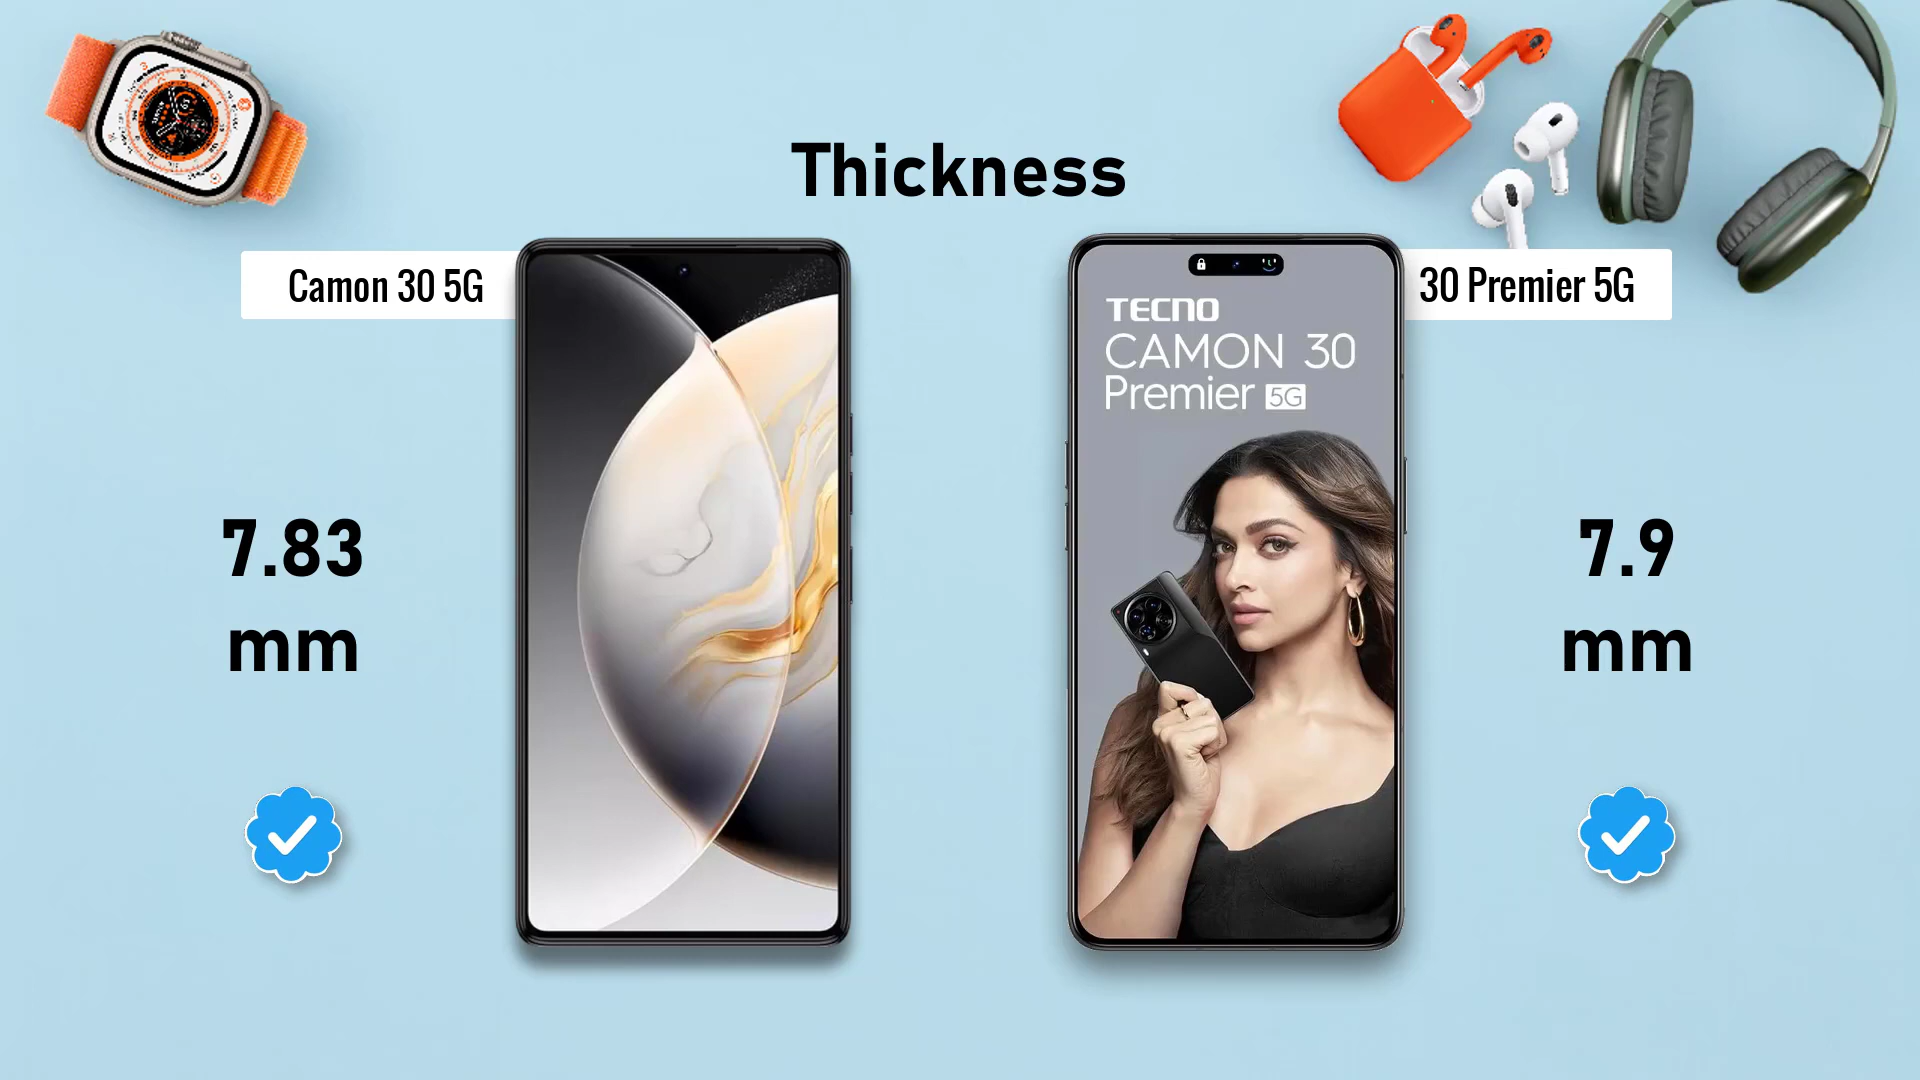 Thickness
Camon 30 5G
30 Premier 5G
TECNO
CAMON 30
Premier 5G
7.83
mm
7.9
mm